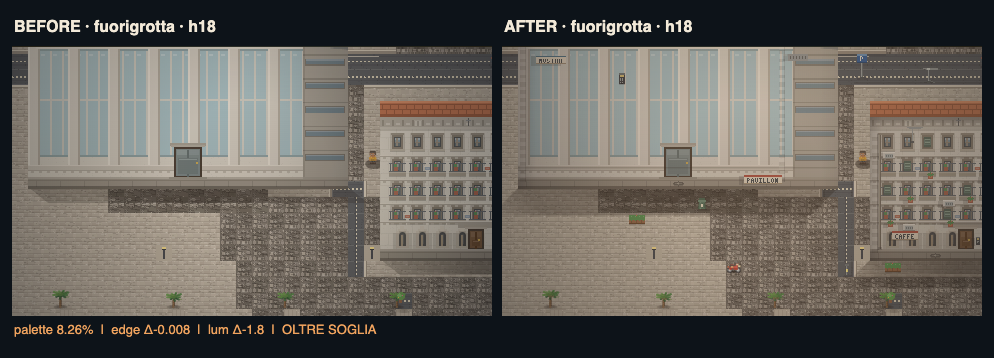 BEFORE · fuorigrotta · h18
AFTER · fuorigrotta · h18
P
PAVILLON
CAFFE
palette 8.26% | edge Δ-0.008 | lum Δ-1.8 | OLTRE SOGLIA